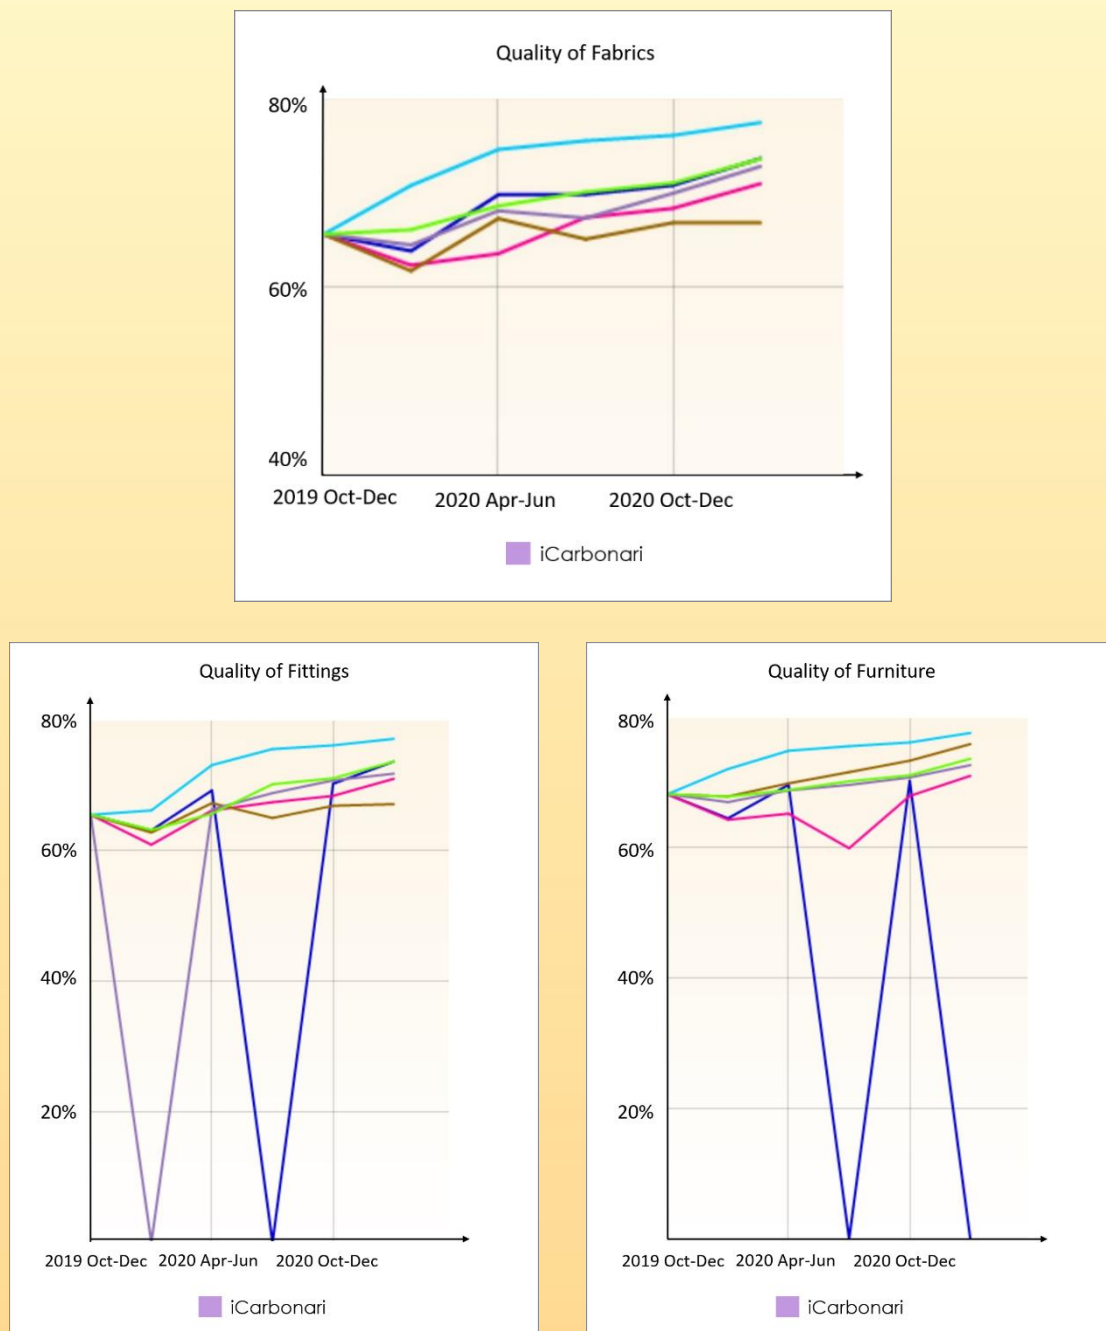 Quality of Fabrics
80%
60%
40%
2019 Oct-Dec 2020 Apr-Jun 2020 Oct-Dec
iCarbonari
Quality of Fittings
80%
60%
40%
20%
2019 Oct-Dec 2020 Apr-Jun 2020 Oct-Dec
iCarbonari
Quality of Furniture
80%
60%
40%
20%
2019 Oct-Dec 2020 Apr-Jun 2020 Oct-Dec
iCarbonari